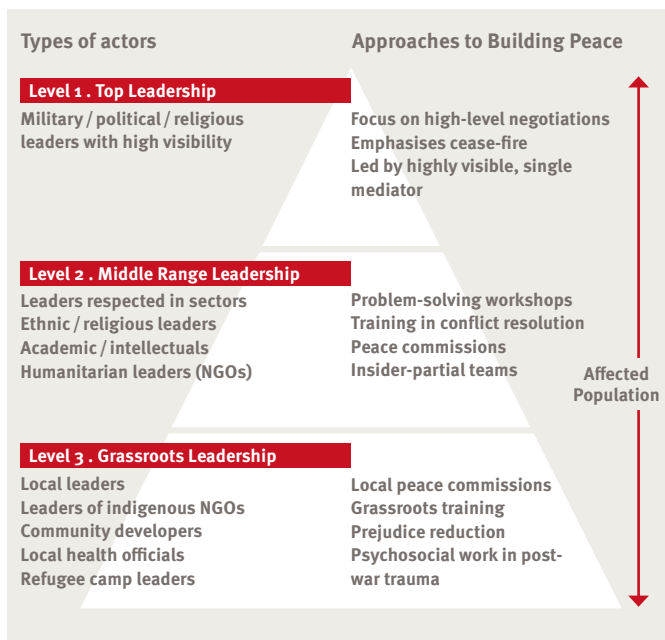 Types of actors
Approaches to Building Peace
Level 1 . Top Leadership
Military / political / religious
leaders with high visibility
Focus on high-level negotiations
Emphasises cease-fire
Led by highly visible, single
mediator
Level 2 . Middle Range Leadership
Leaders respected in sectors
Ethnic / religious leaders
Academic / intellectuals
Humanitarian leaders (NGOs)
Problem-solving workshops
Training in conflict resolution
Peace commissions
Insider-partial teams
Affected
Population
Level 3 . Grassroots Leadership
Local leaders
Leaders of indigenous NGOs
Community developers
Local health officials
Refugee camp leaders
Local peace commissions
Grassroots training
Prejudice reduction
Psychosocial work in post-
war trauma